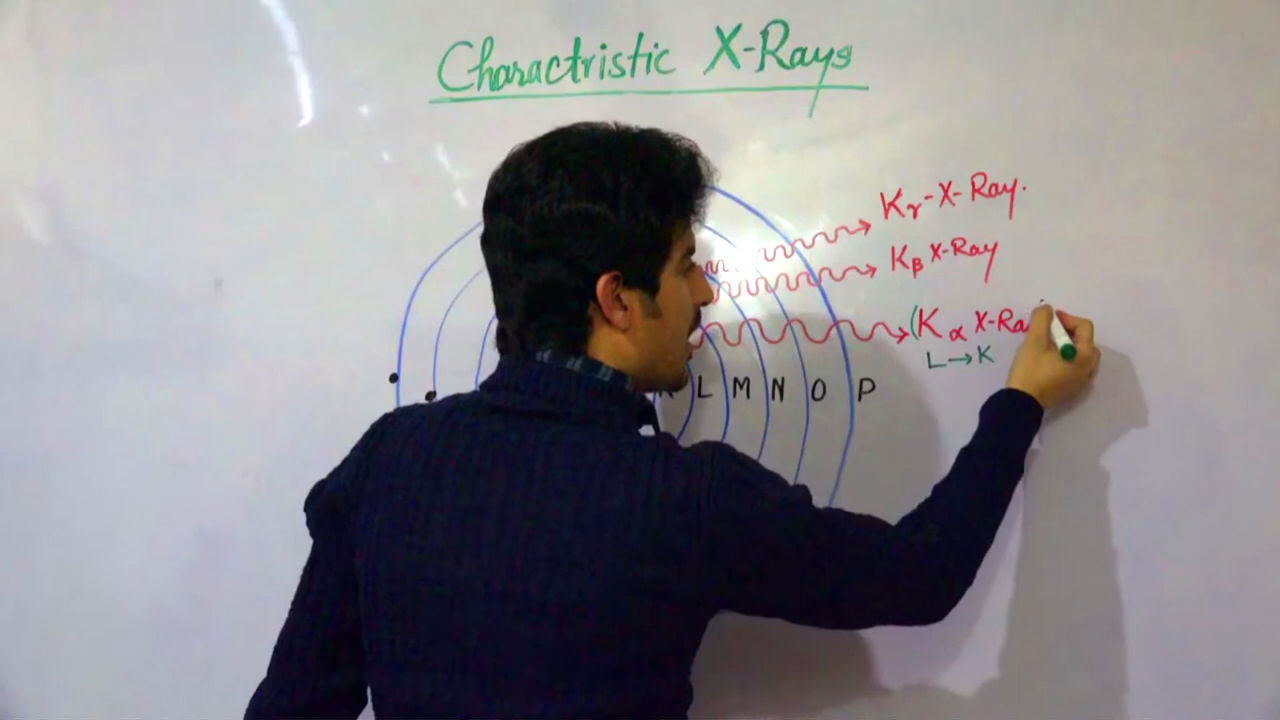 Charactristic X-Rays
Kγ-X-Ray.
Kβ X-Ray
(Kα X-Ra
L→K
L M N O P